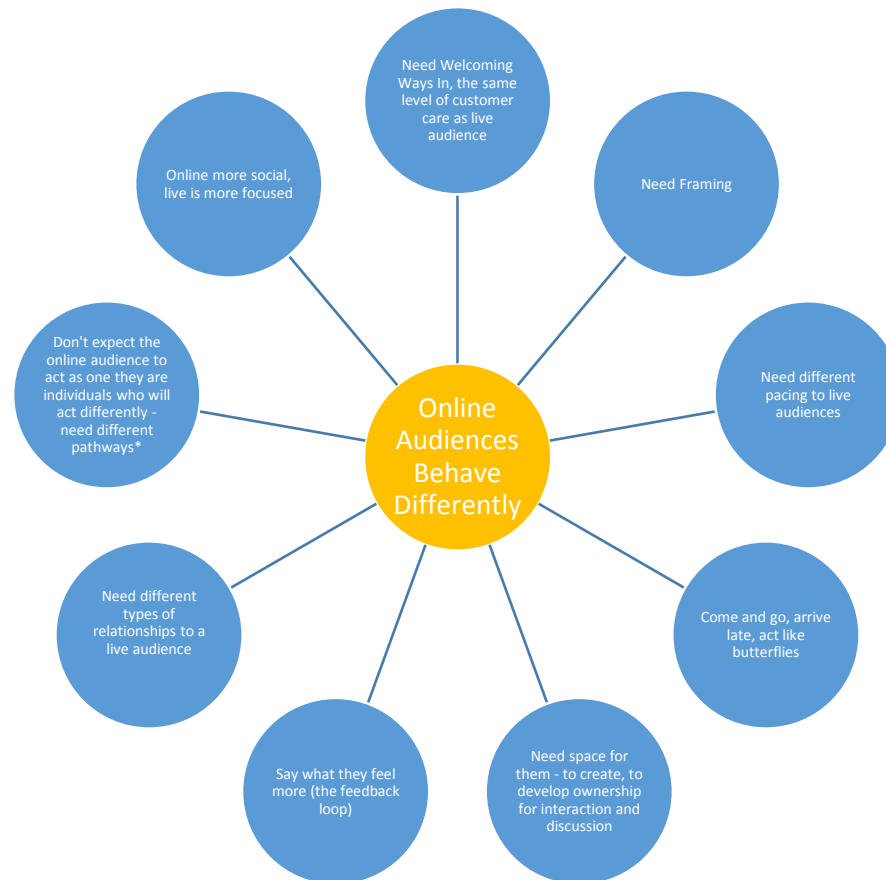 Online
Audiences
Behave
Differently
Need Welcoming
Ways In, the same
level of customer
care as live
audience
Need Framing
Need different
pacing to live
audiences
Come and go, arrive
late, act like
butterflies
Need space for
them - to create, to
develop ownership
for interaction and
discussion
Say what they feel
more (the feedback
loop)
Need different
types of
relationships to a
live audience
Don't expect the
online audience to
act as one they are
individuals who will
act differently -
need different
pathways*
Online more social,
live is more focused